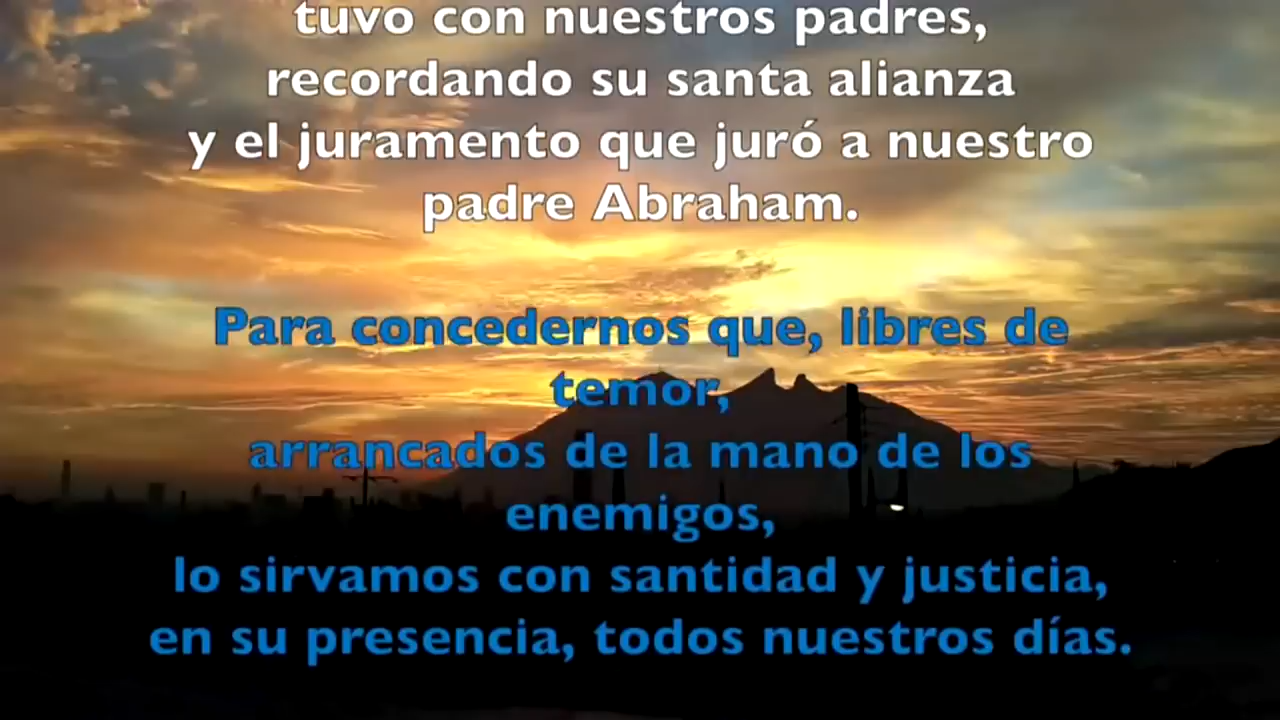 tuvo con nuestros padres,
recordando su santa alianza
y el juramento que juró a nuestro
padre Abraham.
Para concedernos que, libres de
temor,
arrancados de la mano de los
enemigos,
lo sirvamos con santidad y justicia,
en su presencia, todos nuestros días.